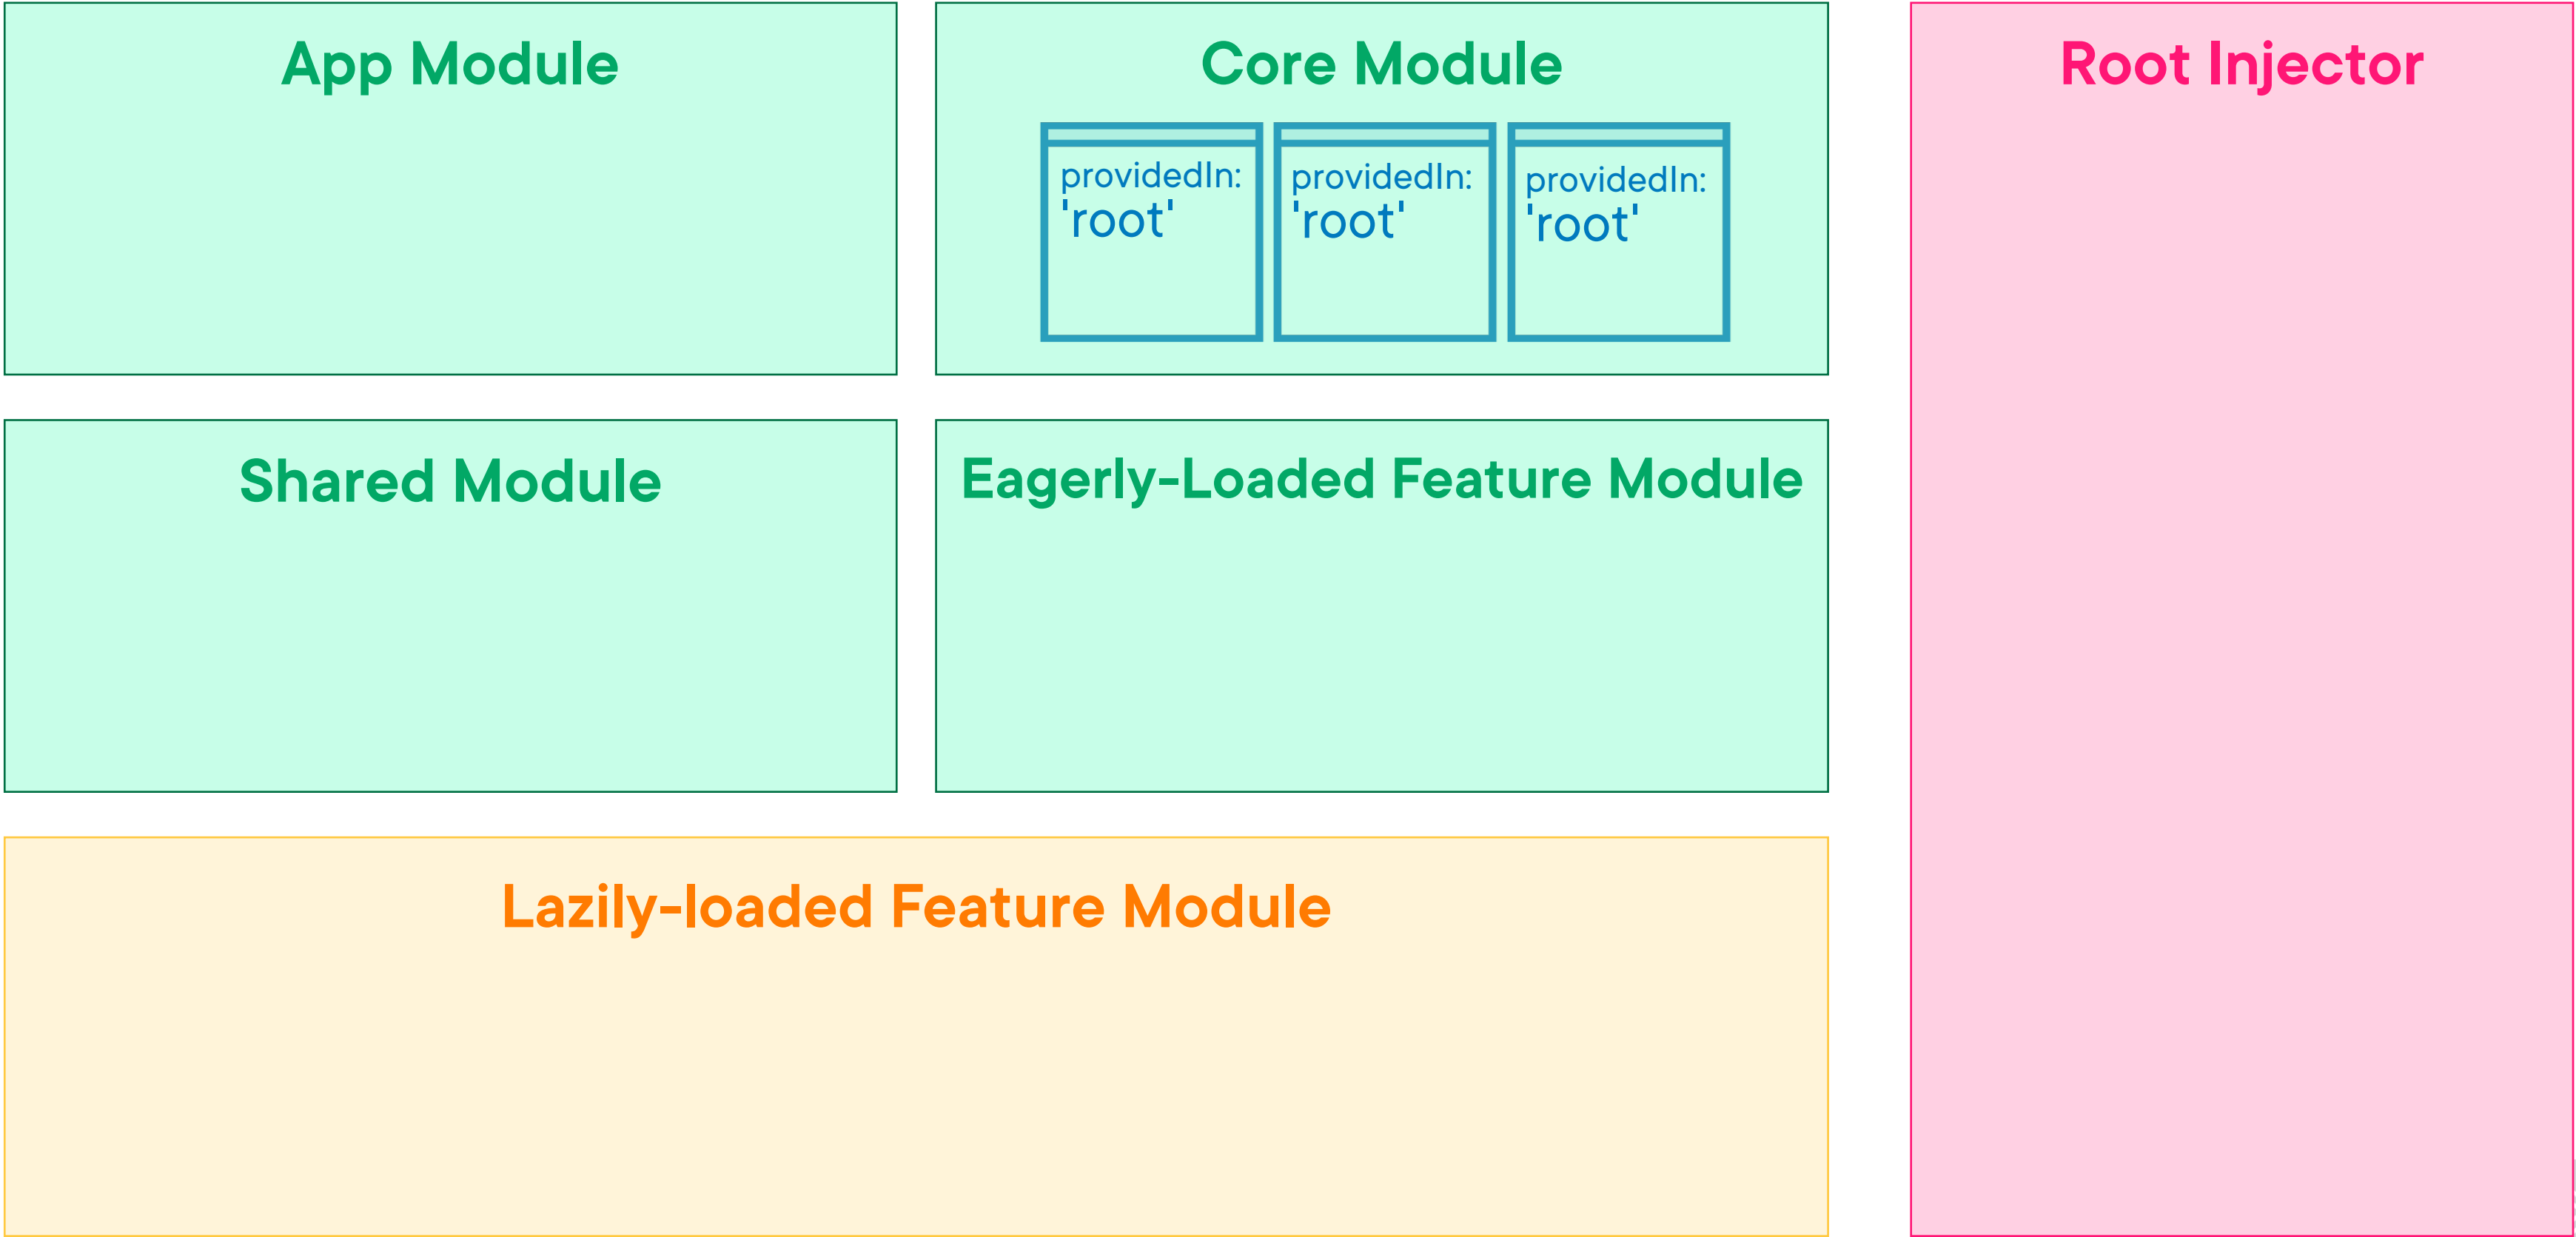 App Module
Core Module
providedIn:
'root'
providedIn:
'root'
providedIn:
'root'
Root Injector
Shared Module
Eagerly-Loaded Feature Module
Lazily-loaded Feature Module